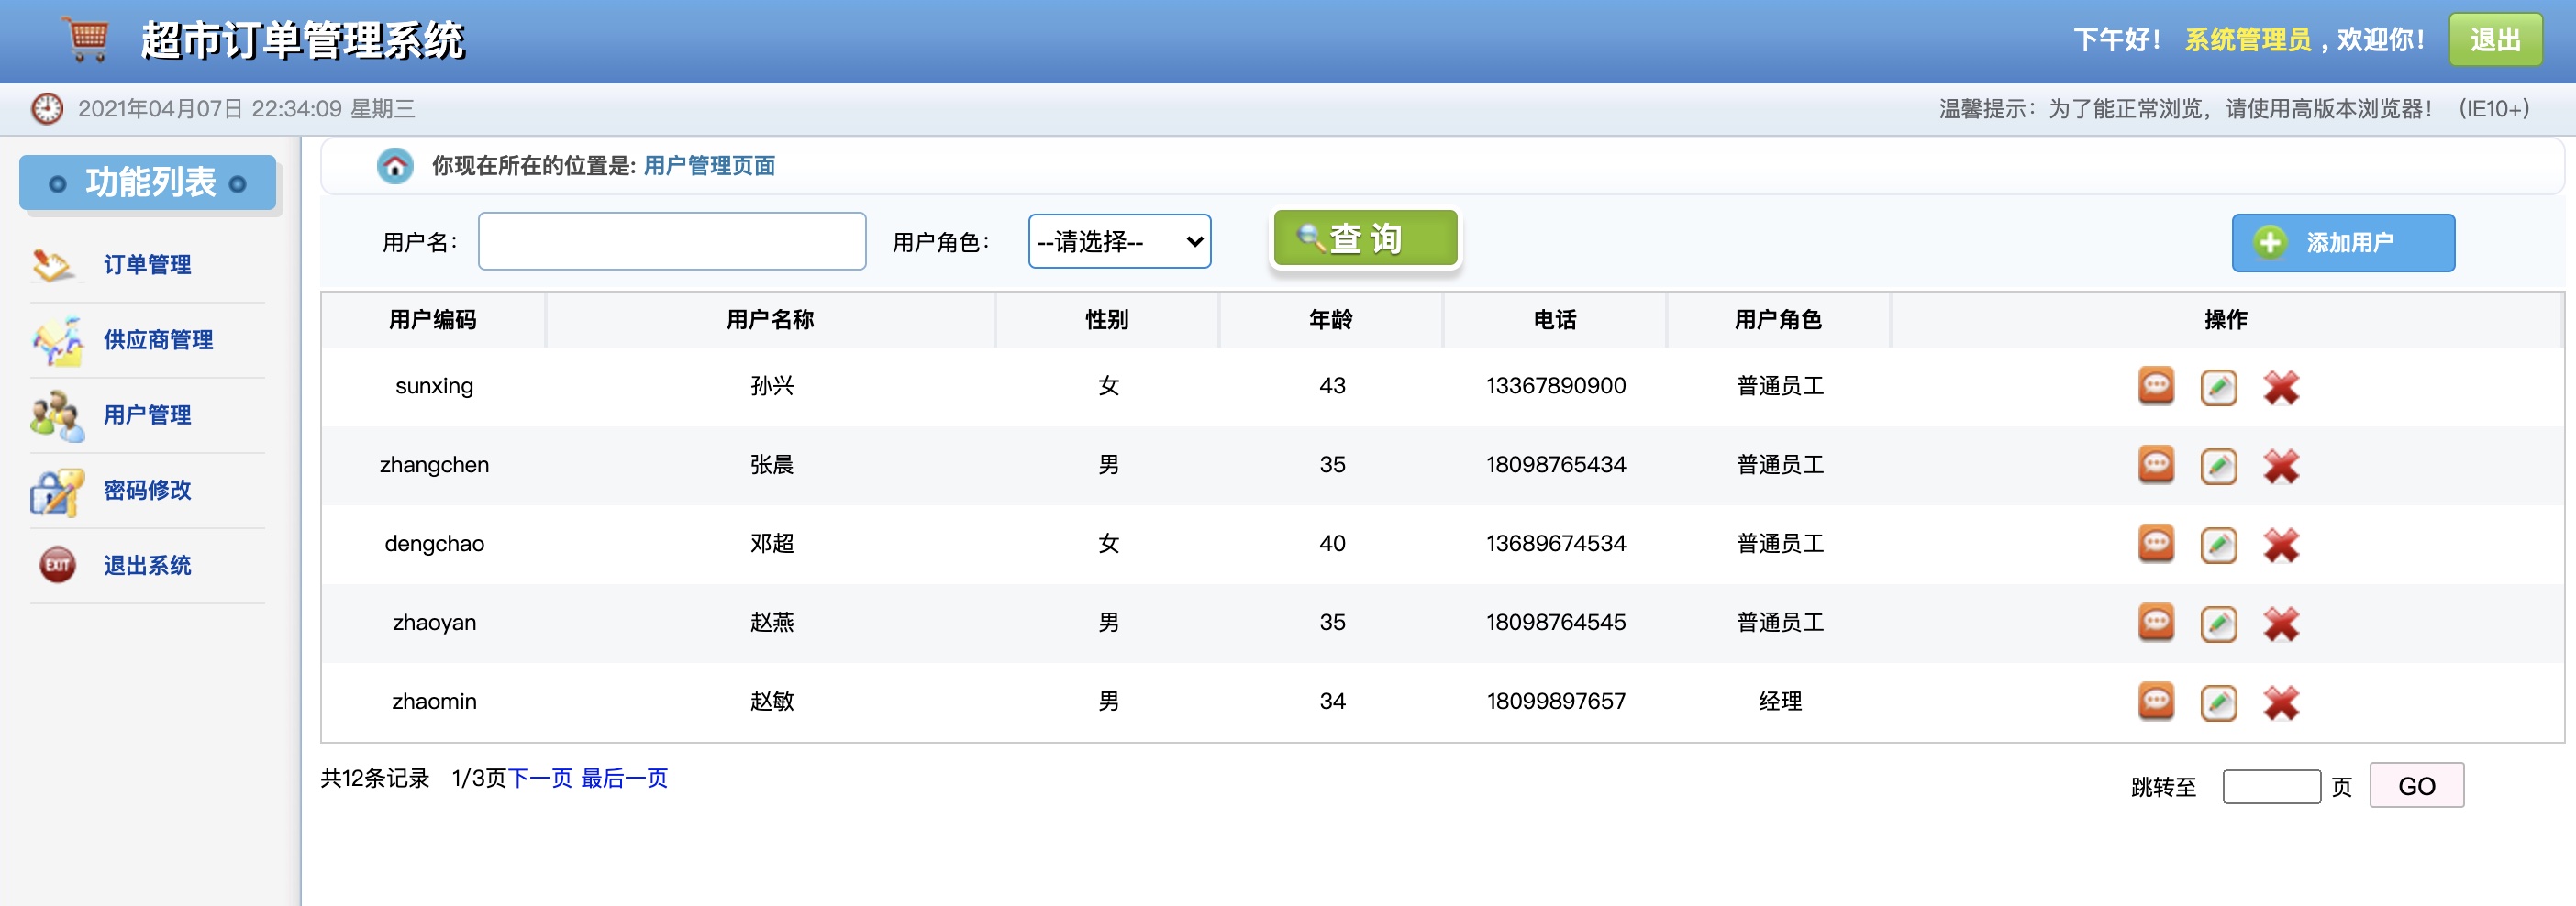 超市订单管理系统
下午好！ 系统管理员 , 欢迎你！ 退出
2021年04月07日 22:34:09 星期三
温馨提示：为了能正常浏览，请使用高版本浏览器！（IE10+）
功能列表
订单管理
供应商管理
用户管理
密码修改
EXIT 退出系统
你现在所在的位置是: 用户管理页面
用户名： 用户角色： --请选择-- 查 询 添加用户
用户编码 用户名称 性别 年龄 电话 用户角色 操作
sunxing 孙兴 女 43 13367890900 普通员工
zhangchen 张晨 男 35 18098765434 普通员工
dengchao 邓超 女 40 13689674534 普通员工
zhaoyan 赵燕 男 35 18098764545 普通员工
zhaomin 赵敏 男 34 18099897657 经理
共12条记录 1/3页下一页 最后一页
跳转至 页 GO